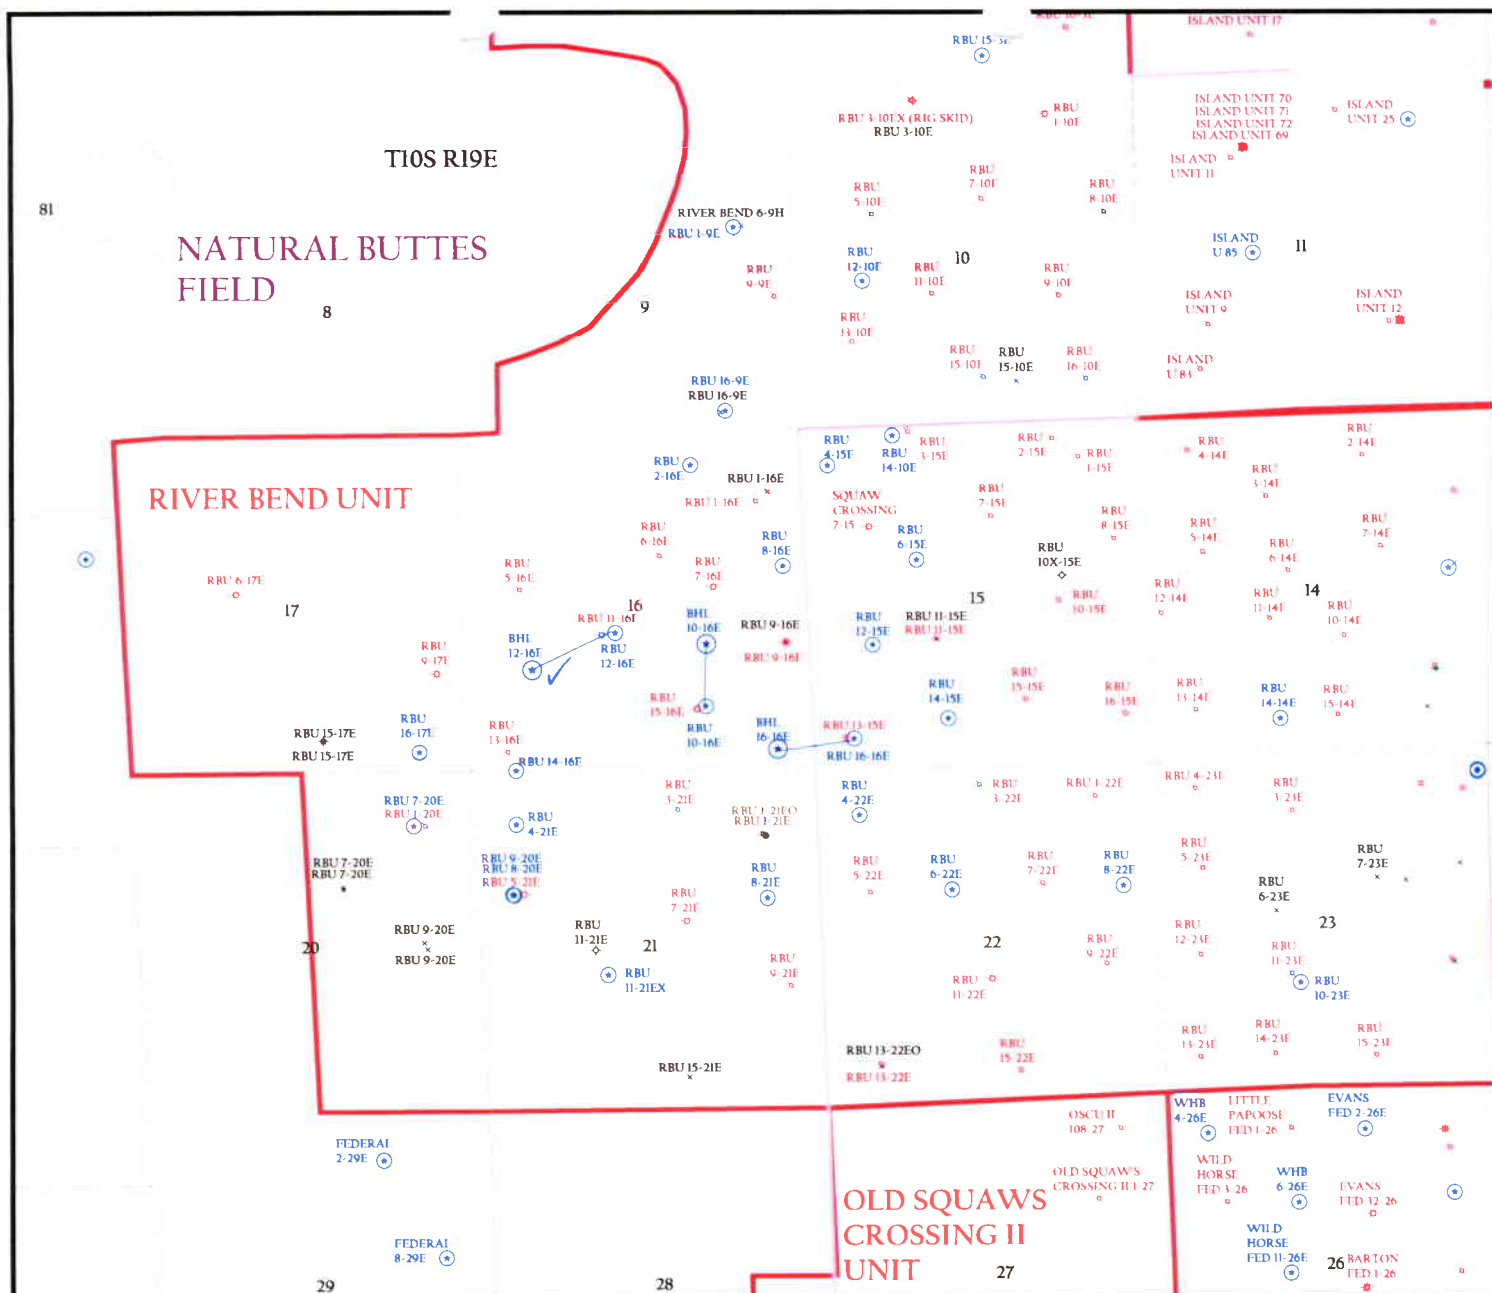 RBU 15-3E
ISLAND UNIT 17
RBU 3-10EX (RIG SKID)
RBU 3-10E
RBU
1-10E
ISLAND UNIT 70
ISLAND UNIT 71
ISLAND UNIT 72
ISLAND UNIT 69
ISLAND
UNIT 25
ISLAND
UNIT 11
T10S R19E
81
NATURAL BUTTES
FIELD
8
9
RIVER BEND 6-9H
RBU 1-9E
RBU
9-9E
RBU
5-10E
RBU
7-10E
RBU
8-10E
RBU
12-10E
RBU
11-10E
10
RBU
9-10E
RBU
13-10E
RBU
15-10E
RBU
15-10E
RBU
16-10E
ISLAND
U 85
11
ISLAND
UNIT 9
ISLAND
UNIT 12
ISLAND
U 83
RBU 16-9E
RBU 16-9E
RIVER BEND UNIT
RBU
2-16E
RBU 1-16E
RBU 1-16E
RBU
6-16E
RBU
7-16E
RBU
8-16E
RBU
5-16E
RBU 6-17E
17
16
RBU 11-16E
RBU
12-16E
BHL
12-16E
BHL
10-16E
RBU 9-16E
RBU 9-16E
RBU
9-17E
RBU
15-16E
RBU
10-16E
BHL
16-16E
RBU 13-15E
RBU 16-16E
RBU 15-17E
RBU 15-17E
RBU
16-17E
RBU
13-16E
RBU 14-16E
RBU
4-15E
RBU
14-10E
RBU
3-15E
RBU
2-15E
RBU
1-15E
SQUAW
CROSSING
7-15
RBU
7-15E
RBU
8-15E
RBU
6-15E
RBU
10X-15E
RBU
10-15E
15
RBU
12-15E
RBU 11-15E
RBU 11-15E
RBU
14-15E
RBU
15-15E
RBU
16-15E
RBU
4-14E
RBU
2-14E
RBU
3-14E
RBU
5-14E
RBU
7-14E
RBU
6-14E
RBU
12-14E
RBU
11-14E
14
RBU
10-14E
RBU
13-14E
RBU
14-14E
RBU
15-14E
RBU 7-20E
RBU 1-20E
RBU
4-21E
RBU
3-21E
RBU 1-21EO
RBU 1-21E
RBU 7-20E
RBU 7-20E
RBU 9-20E
RBU 8-20E
RBU 5-21E
RBU
8-21E
RBU
7-21E
RBU 9-20E
RBU 9-20E
20
RBU
11-21E
21
RBU
11-21EX
RBU
9-21E
RBU 15-21E
RBU
4-22E
RBU
3-22E
RBU 1-22E
RBU
5-22E
RBU
6-22E
RBU
7-22E
RBU
8-22E
22
RBU
9-22E
RBU
11-22E
RBU 13-22EO
RBU 13-22E
RBU
15-22E
RBU 4-23E
RBU
3-23E
RBU
5-23E
RBU
7-23E
RBU
6-23E
23
RBU
12-23E
RBU
11-23E
RBU
10-23E
RBU
13-23E
RBU
14-23E
RBU
15-23E
FEDERAL
2-29E
FEDERAL
8-29E
29
28
OSCU II
108-27
OLD SQUAWS
CROSSING II 1-27
OLD SQUAWS
CROSSING II
UNIT
27
WHB
4-26E
LITTLE
PAPOOSE
FED 1-26
EVANS
FED 2-26E
WILD
HORSE
FED 3-26
WHB
6-26E
EVANS
FED 32-26
WILD
HORSE
FED 11-26E
26
BARTON
FED 1-26